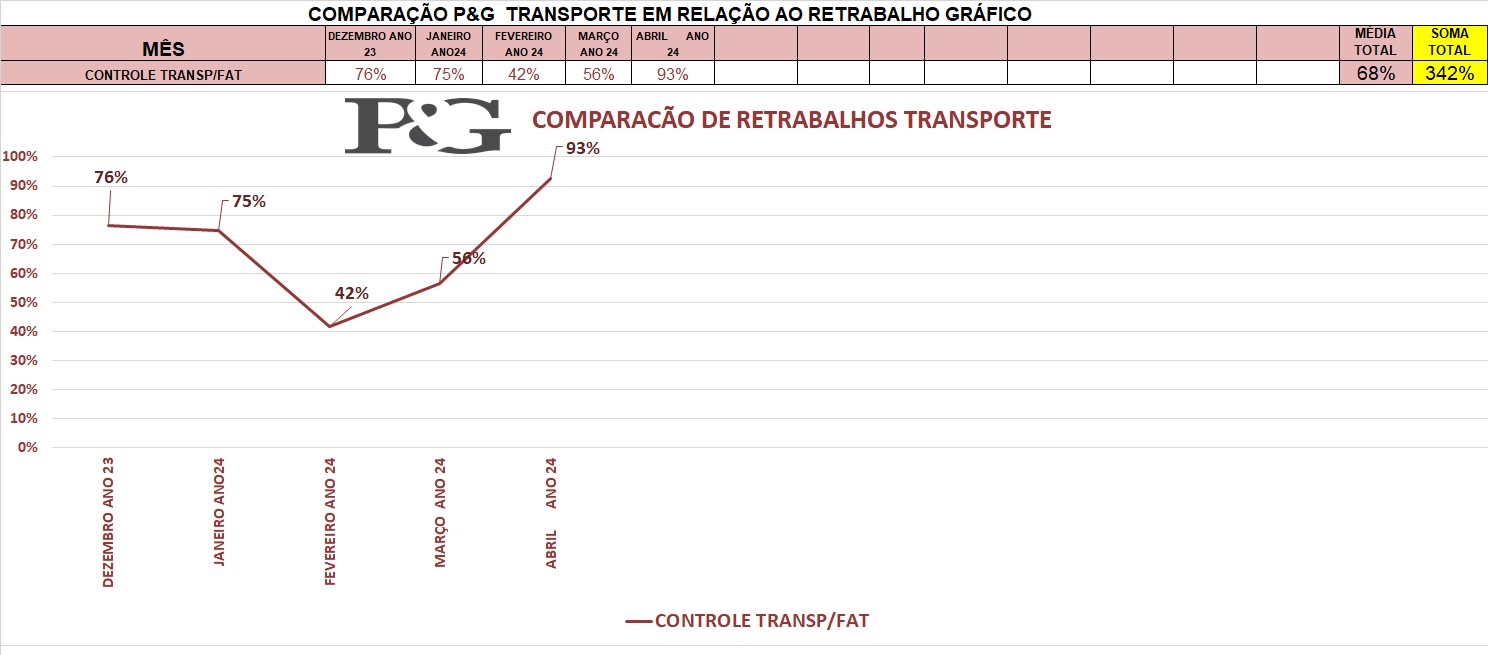 COMPARAÇÃO P&G TRANSPORTE EM RELAÇÃO AO RETRABALHO GRÁFICO
MÊS
DEZEMBRO ANO
23
JANEIRO
ANO24
FEVEREIRO
ANO 24
MARÇO
ANO 24
ABRIL ANO
24
MÉDIA
TOTAL
SOMA
TOTAL
CONTROLE TRANSP/FAT
76%
75%
42%
56%
93%
68%
342%
P&G
COMPARACÃO DE RETRABALHOS TRANSPORTE
100%
90%
80%
70%
60%
50%
40%
30%
20%
10%
0%
76%
75%
42%
56%
93%
DEZEMBRO ANO 23
JANEIRO ANO24
FEVEREIRO ANO 24
MARÇO ANO 24
ABRIL ANO 24
CONTROLE TRANSP/FAT